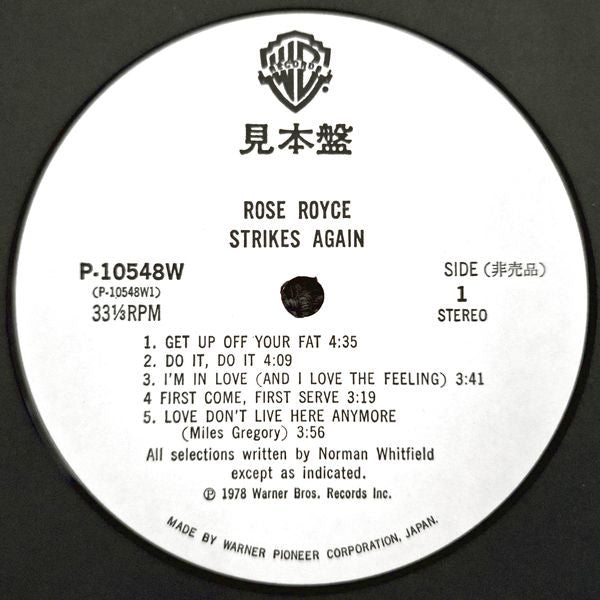 WB
RECORDS
見本盤
ROSE ROYCE
STRIKES AGAIN
P-10548W
(P-10548W1)
33⅓RPM
SIDE (非売品)
1
STEREO
1. GET UP OFF YOUR FAT 4:35
2. DO IT, DO IT 4:09
3. I'M IN LOVE (AND I LOVE THE FEELING) 3:41
4 FIRST COME, FIRST SERVE 3:19
5. LOVE DON'T LIVE HERE ANYMORE
(Miles Gregory) 3:56
All selections written by Norman Whitfield
except as indicated.
℗ 1978 Warner Bros. Records Inc.
MADE BY WARNER PIONEER CORPORATION, JAPAN.